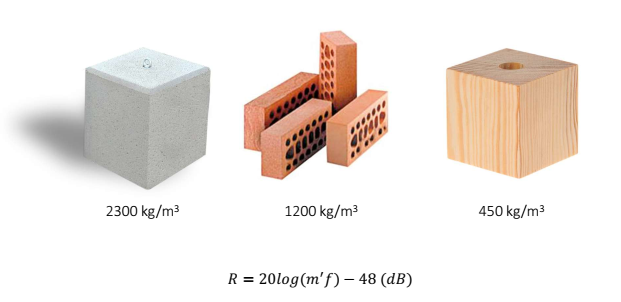 2300 kg/m³ 1200 kg/m³ 450 kg/m³
R = 20log(m′f) − 48 (dB)